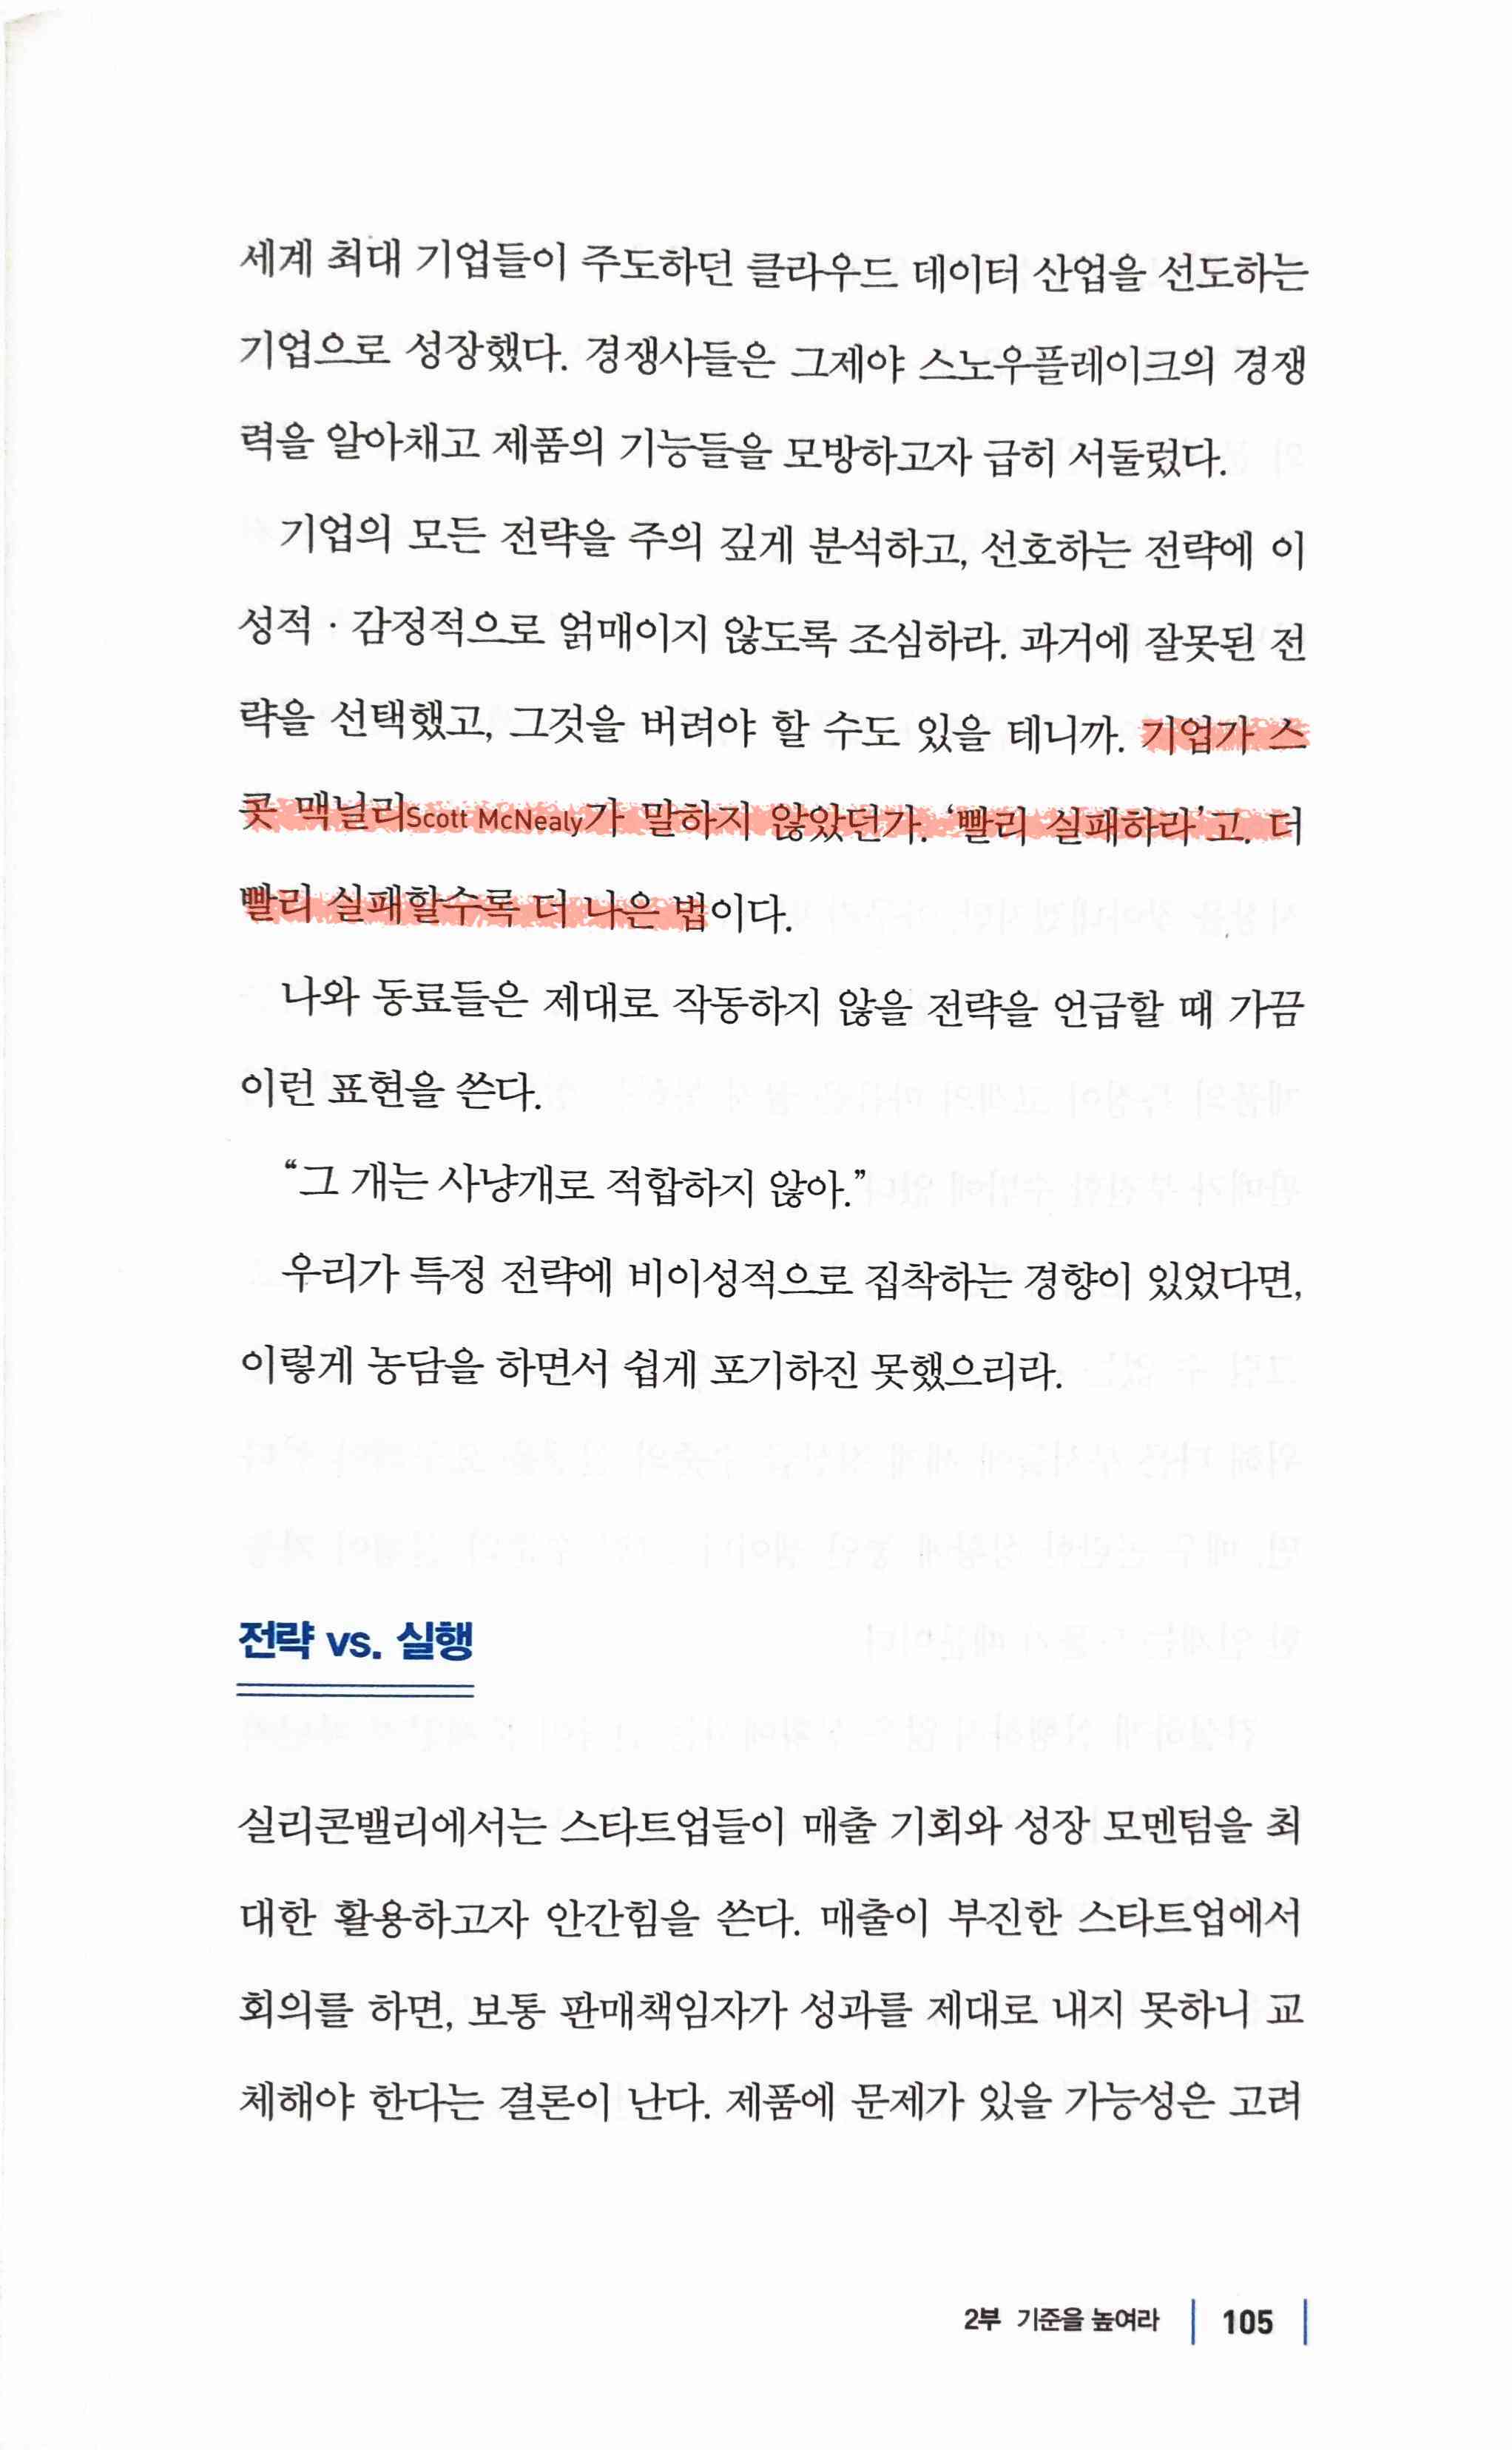 세계 최대 기업들이 주도하던 클라우드 데이터 산업을 선도하는
기업으로 성장했다. 경쟁사들은 그제야 스노우플레이크의 경쟁
력을 알아채고 제품의 기능들을 모방하고자 급히 서둘렀다.
기업의 모든 전략을 주의 깊게 분석하고, 선호하는 전략에 이
성적 · 감정적으로 얽매이지 않도록 조심하라. 과거에 잘못된 전
략을 선택했고, 그것을 버려야 할 수도 있을 테니까. 기업가 스
콧 맥닐리Scott McNealy가 말하지 않았던가. ‘빨리 실패하라’고. 더
빨리 실패할수록 더 나은 법이다.
나와 동료들은 제대로 작동하지 않을 전략을 언급할 때 가끔
이런 표현을 쓴다.
“그 개는 사냥개로 적합하지 않아.”
우리가 특정 전략에 비이성적으로 집착하는 경향이 있었다면,
이렇게 농담을 하면서 쉽게 포기하진 못했으리라.
전략 vs. 실행
실리콘밸리에서는 스타트업들이 매출 기회와 성장 모멘텀을 최
대한 활용하고자 안간힘을 쓴다. 매출이 부진한 스타트업에서
회의를 하면, 보통 판매책임자가 성과를 제대로 내지 못하니 교
체해야 한다는 결론이 난다. 제품에 문제가 있을 가능성은 고려
2부 기준을 높여라 | 105 |